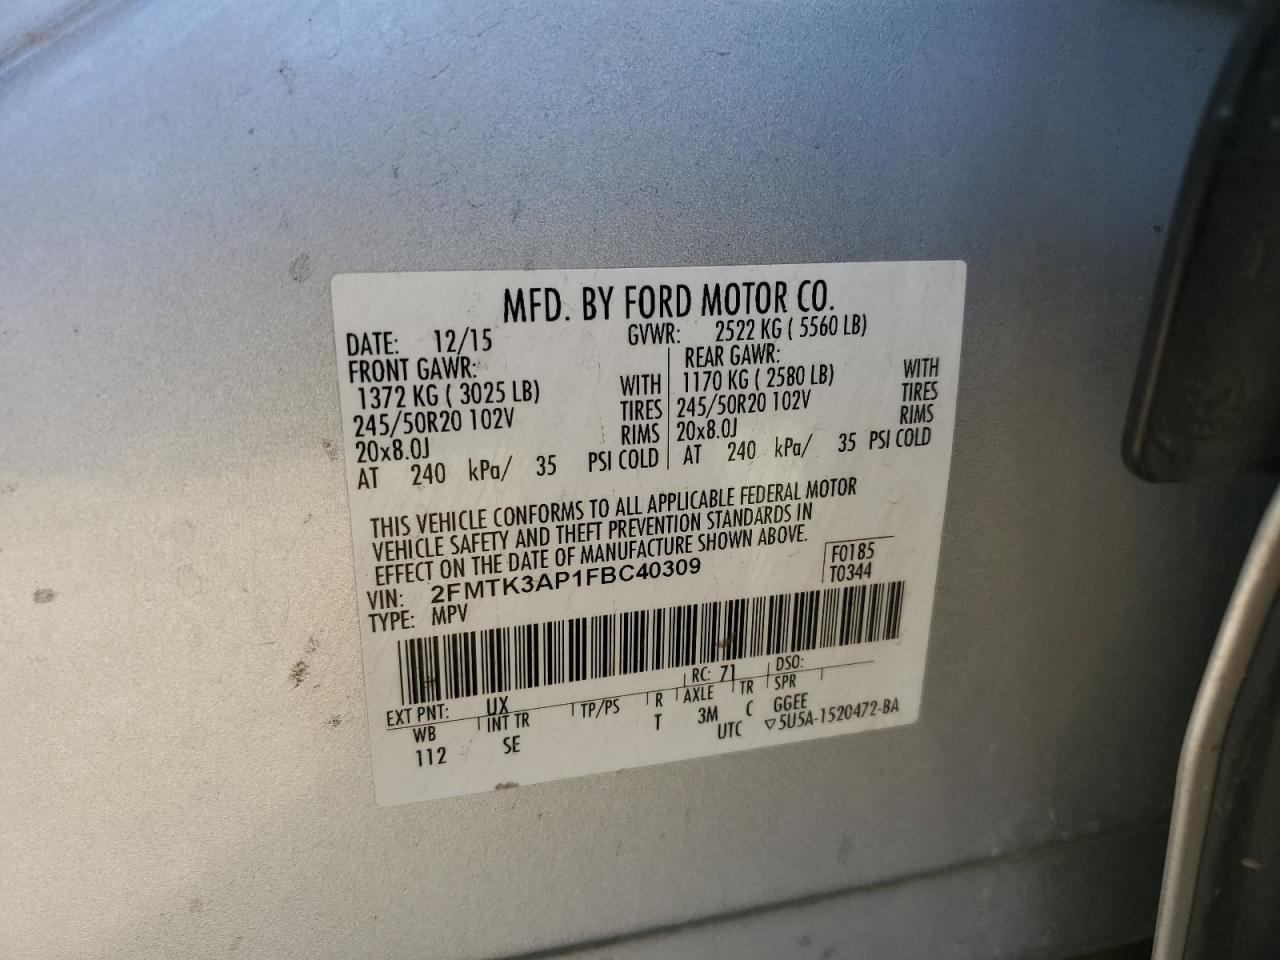 MFD. BY FORD MOTOR CO.
DATE: 12/15 GVWR: 2522 KG ( 5560 LB)
FRONT GAWR: REAR GAWR:
1372 KG ( 3025 LB) WITH 1170 KG ( 2580 LB) WITH
245/50R20 102V TIRES 245/50R20 102V TIRES
20x8.0J RIMS 20x8.0J RIMS
AT 240 kPa/ 35 PSI COLD AT 240 kPa/ 35 PSI COLD
THIS VEHICLE CONFORMS TO ALL APPLICABLE FEDERAL MOTOR
VEHICLE SAFETY AND THEFT PREVENTION STANDARDS IN
EFFECT ON THE DATE OF MANUFACTURE SHOWN ABOVE.
VIN: 2FMTK3AP1FBC40309 F0185
TYPE: MPV T0344
EXT PNT: UX RC: 71 DSO:
WB INT TR TP/PS R AXLE TR SPR
112 SE T 3M C GGEE
UTC ▽5U5A-1520472-BA